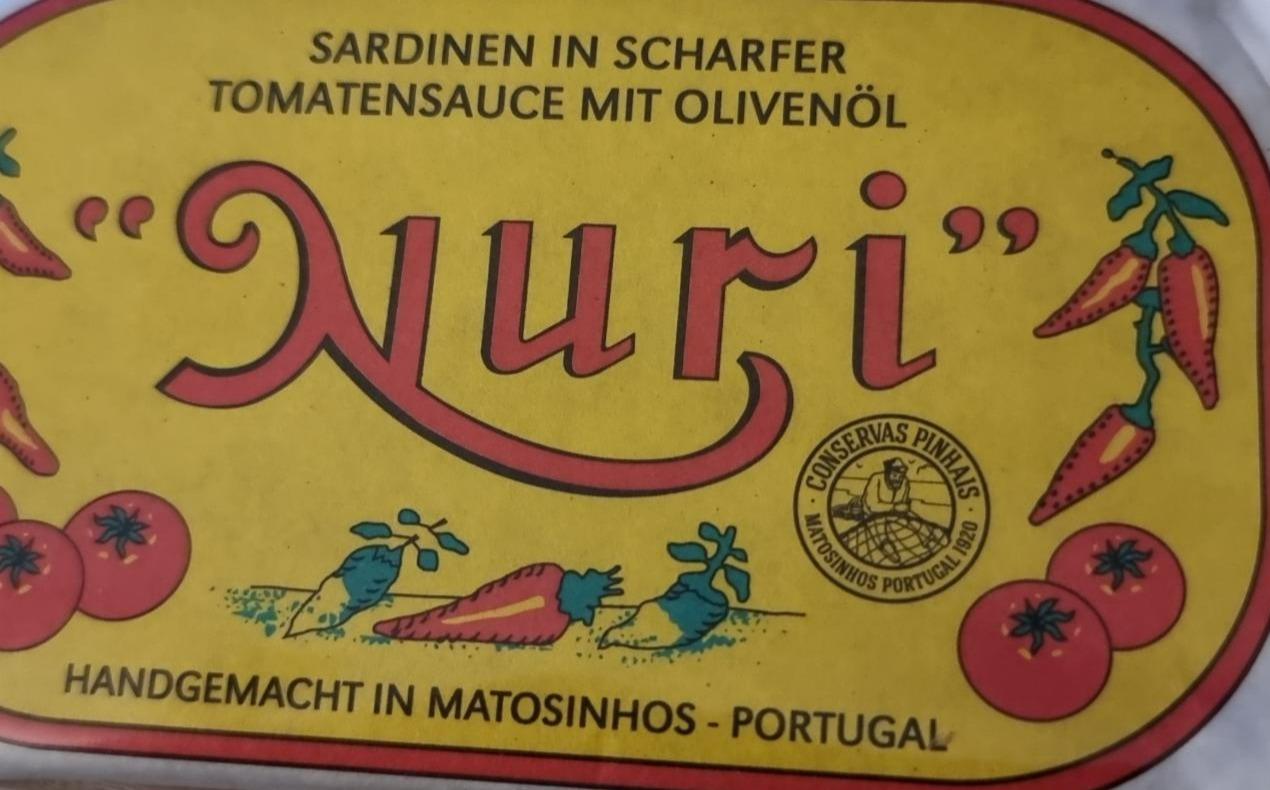 SARDINEN IN SCHARFER
TOMATENSAUCE MIT OLIVENÖL
“Nuri”
CONSERVAS PINHAIS
MATOSINHOS PORTUGAL 1920
HANDGEMACHT IN MATOSINHOS - PORTUGAL